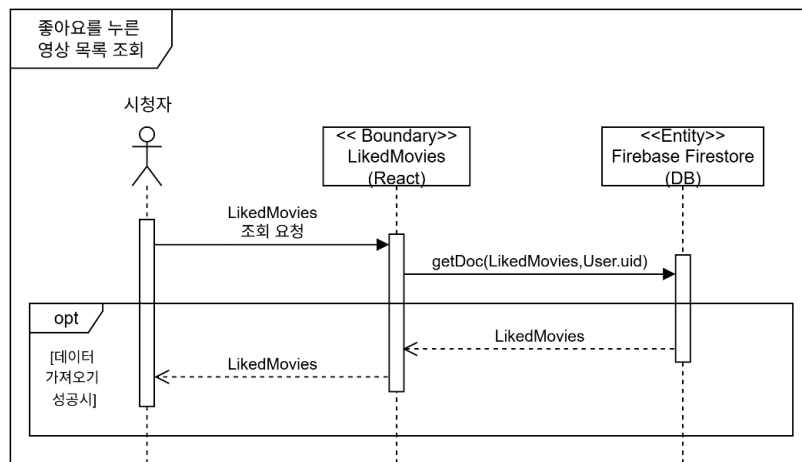 좋아요를 누른
영상 목록 조회
시청자
<< Boundary>>
LikedMovies
(React)
<<Entity>>
Firebase Firestore
(DB)
LikedMovies
조회 요청
getDoc(LikedMovies,User.uid)
opt
[데이터
가져오기
성공시]
LikedMovies
LikedMovies